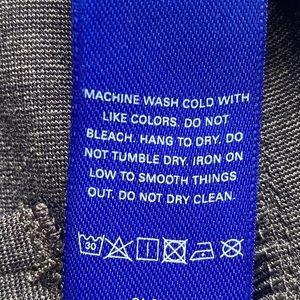 MACHINE WASH COLD WITH
LIKE COLORS. DO NOT
BLEACH. HANG TO DRY. DO
NOT TUMBLE DRY. IRON ON
LOW TO SMOOTH THINGS
OUT. DO NOT DRY CLEAN.
30